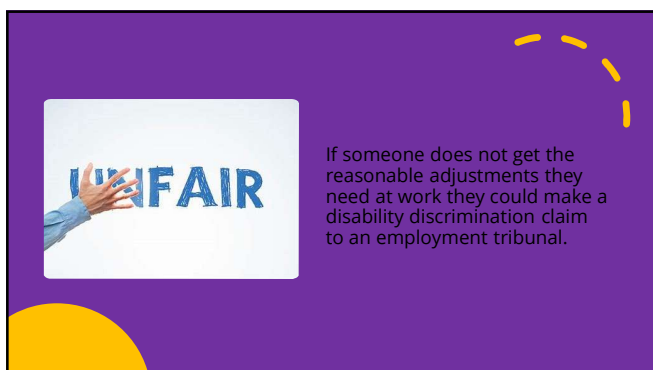 UNFAIR
If someone does not get the
reasonable adjustments they
need at work they could make a
disability discrimination claim
to an employment tribunal.